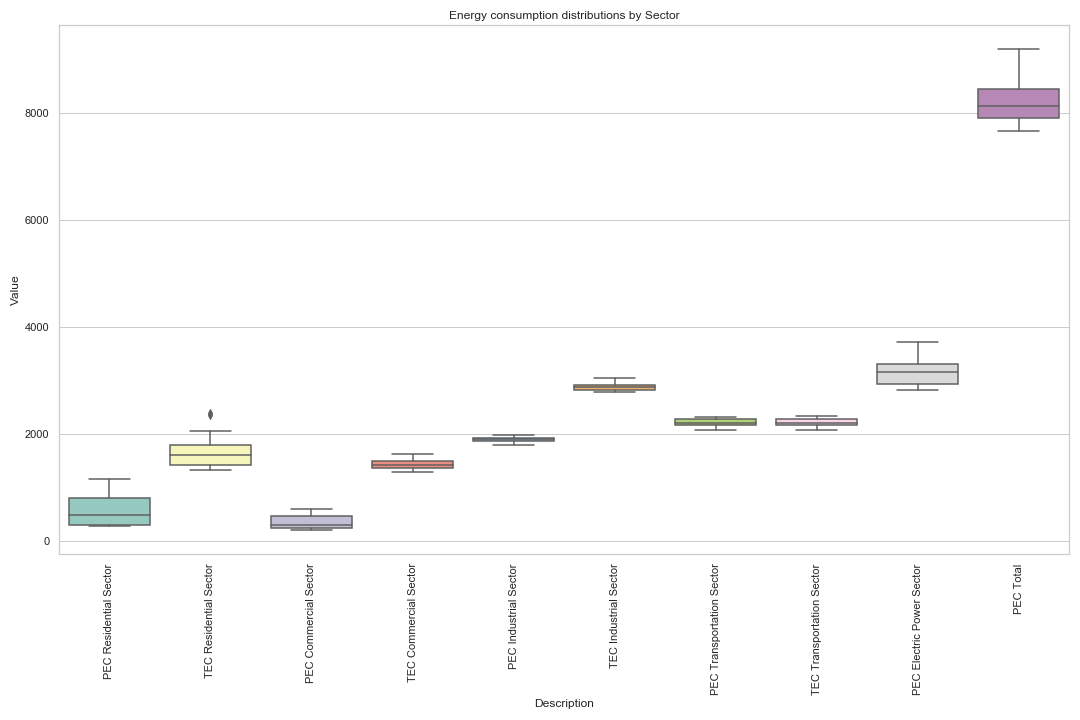 Energy consumption distributions by Sector
Value
8000
6000
4000
2000
0
PEC Residential Sector
TEC Residential Sector
PEC Commercial Sector
TEC Commercial Sector
PEC Industrial Sector
TEC Industrial Sector
PEC Transportation Sector
TEC Transportation Sector
PEC Electric Power Sector
PEC Total
Description